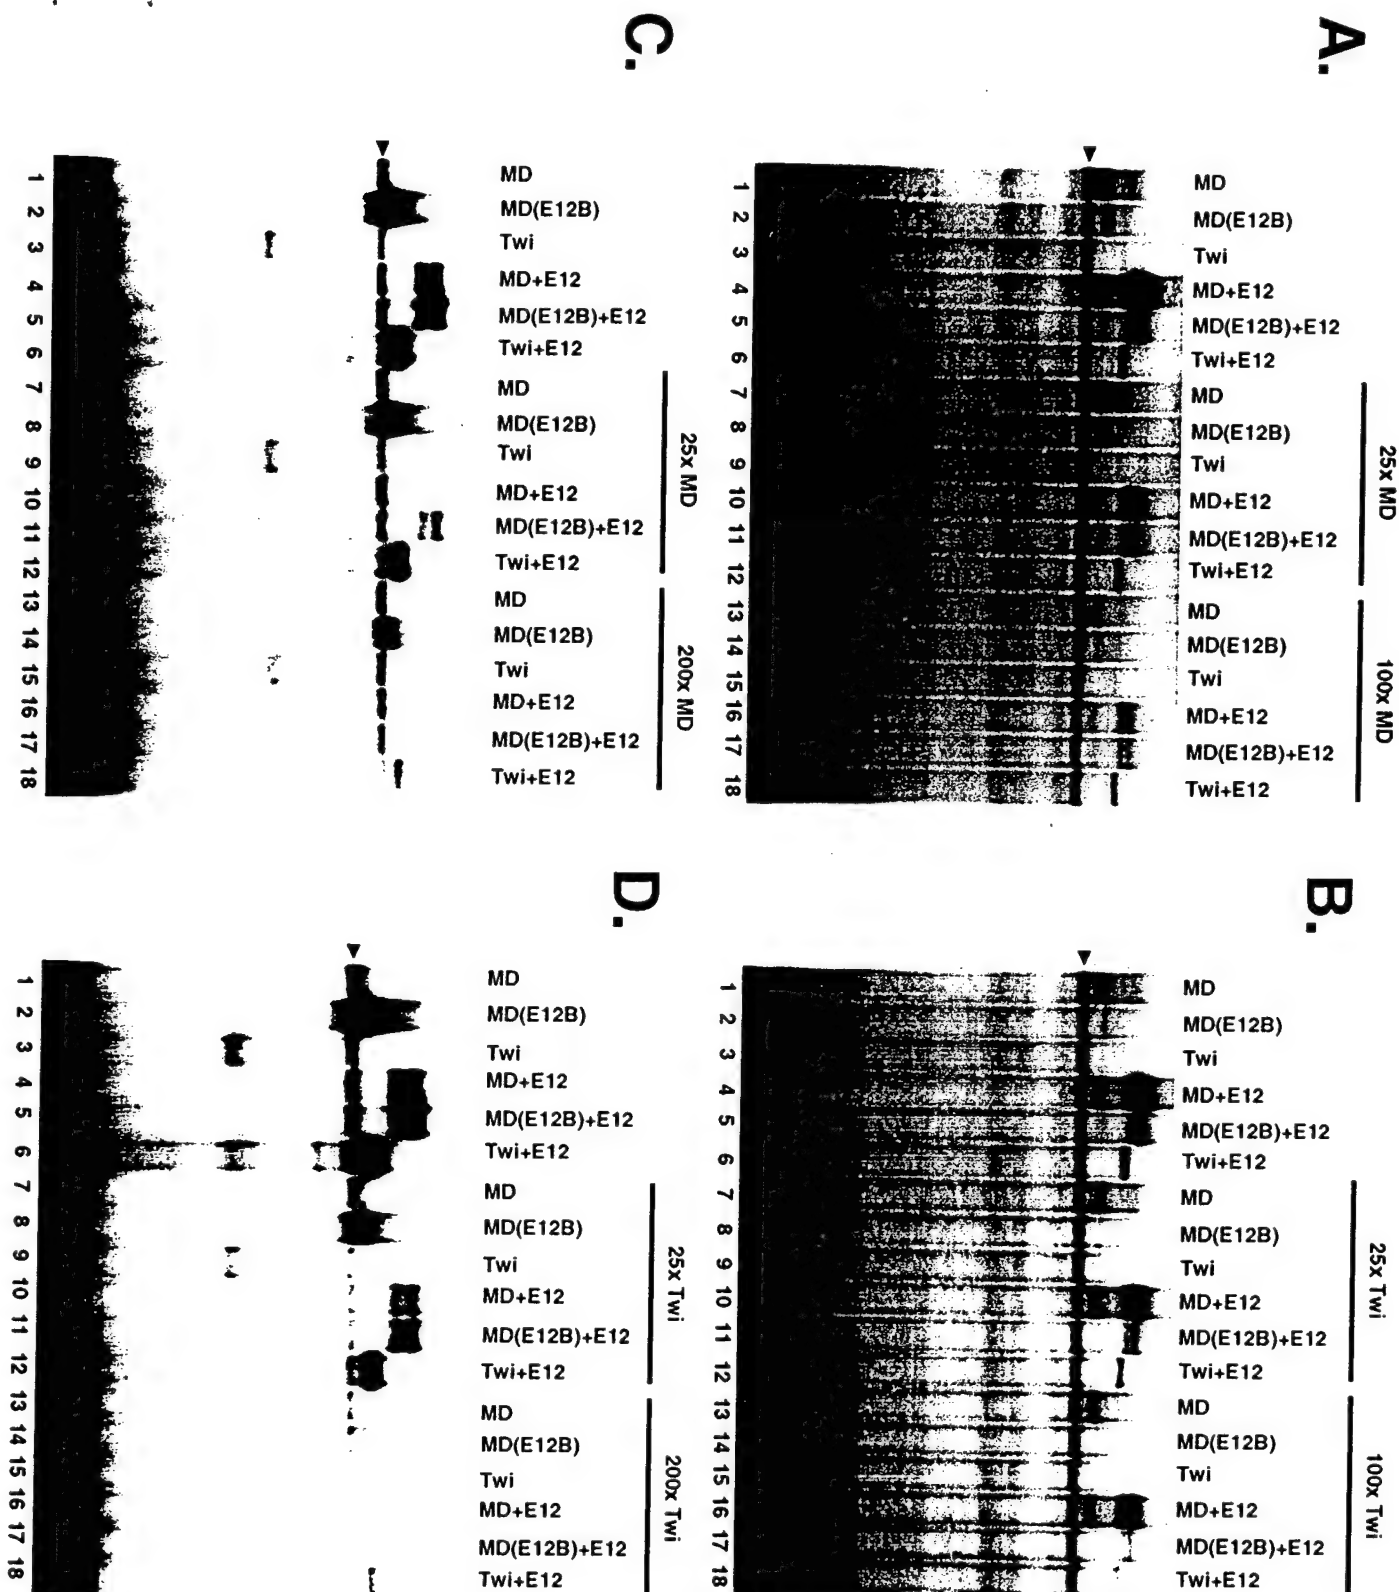 A.
25x MD
100x MD
MD
MD(E12B)
Twi
MD+E12
MD(E12B)+E12
Twi+E12
MD
MD(E12B)
Twi
MD+E12
MD(E12B)+E12
Twi+E12
MD
MD(E12B)
Twi
MD+E12
MD(E12B)+E12
Twi+E12
1 2 3 4 5 6 7 8 9 10 11 12 13 14 15 16 17 18
B.
25x Twi
100x Twi
MD
MD(E12B)
Twi
MD+E12
MD(E12B)+E12
Twi+E12
MD
MD(E12B)
Twi
MD+E12
MD(E12B)+E12
Twi+E12
MD
MD(E12B)
Twi
MD+E12
MD(E12B)+E12
Twi+E12
1 2 3 4 5 6 7 8 9 10 11 12 13 14 15 16 17 18
C.
25x MD
200x MD
MD
MD(E12B)
Twi
MD+E12
MD(E12B)+E12
Twi+E12
MD
MD(E12B)
Twi
MD+E12
MD(E12B)+E12
Twi+E12
MD
MD(E12B)
Twi
MD+E12
MD(E12B)+E12
Twi+E12
1 2 3 4 5 6 7 8 9 10 11 12 13 14 15 16 17 18
D.
25x Twi
200x Twi
MD
MD(E12B)
Twi
MD+E12
MD(E12B)+E12
Twi+E12
MD
MD(E12B)
Twi
MD+E12
MD(E12B)+E12
Twi+E12
MD
MD(E12B)
Twi
MD+E12
MD(E12B)+E12
Twi+E12
1 2 3 4 5 6 7 8 9 10 11 12 13 14 15 16 17 18